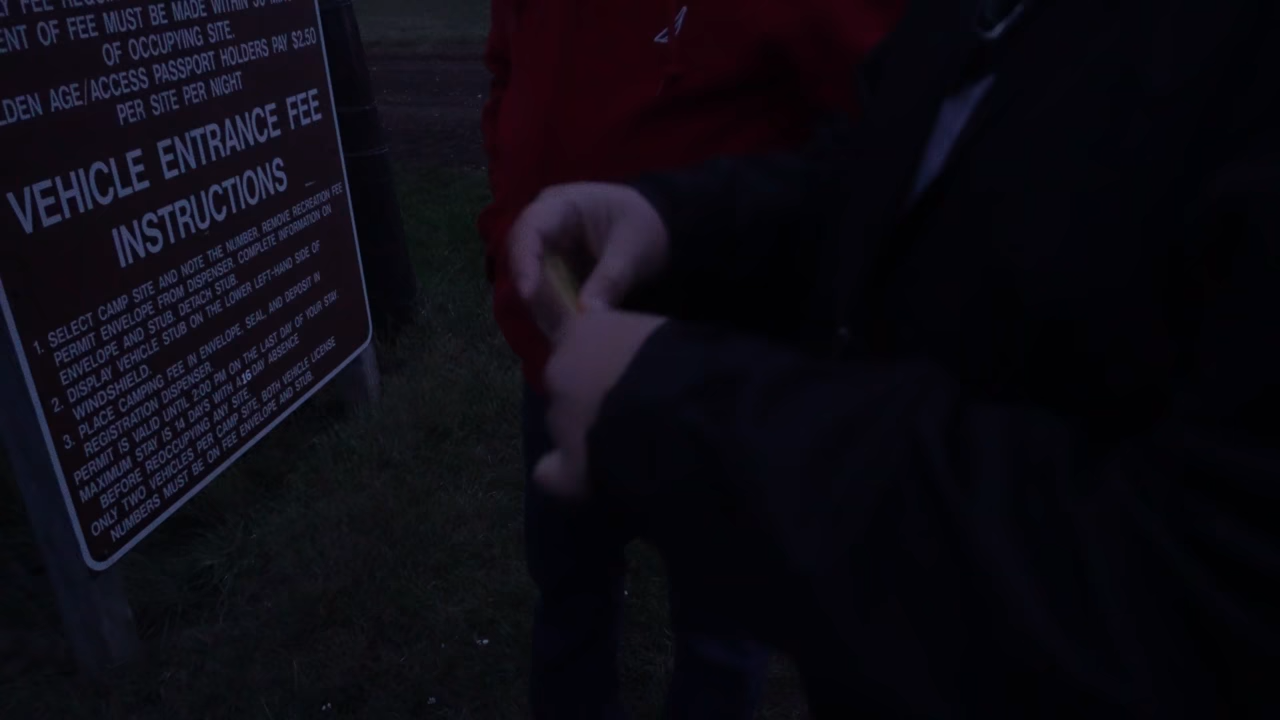 FEE
ENT OF FEE MUST BE MADE WITHIN 30
OF OCCUPYING SITE.
LDEN AGE/ACCESS PASSPORT HOLDERS PAY $2.50
PER SITE PER NIGHT
VEHICLE ENTRANCE FEE
INSTRUCTIONS
1. SELECT CAMP SITE AND NOTE THE NUMBER. REMOVE RECREATION FEE
PERMIT ENVELOPE FROM DISPENSER. COMPLETE INFORMATION ON
ENVELOPE AND STUB. DETACH STUB.
2. DISPLAY VEHICLE STUB ON THE LOWER LEFT-HAND SIDE OF
WINDSHIELD.
3. PLACE CAMPING FEE IN ENVELOPE, SEAL, AND DEPOSIT IN
REGISTRATION DISPENSER.
PERMIT IS VALID UNTIL 2:00 PM ON THE LAST DAY OF YOUR STAY.
MAXIMUM STAY IS 14 DAYS WITH A 16 DAY ABSENCE
BEFORE REOCCUPYING ANY SITE.
ONLY TWO VEHICLES PER CAMP SITE, BOTH VEHICLE LICENSE
NUMBERS MUST BE ON FEE ENVELOPE AND STUB.